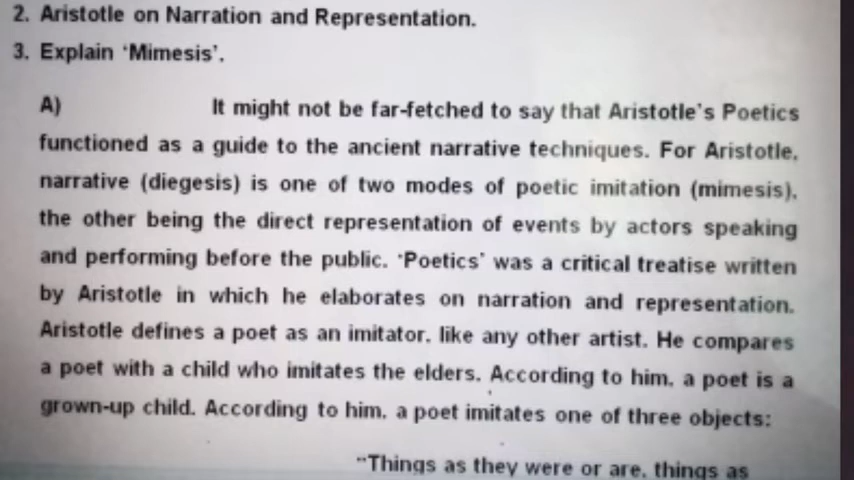 2. Aristotle on Narration and Representation.
3. Explain 'Mimesis'.
A) It might not be far-fetched to say that Aristotle's Poetics
functioned as a guide to the ancient narrative techniques. For Aristotle,
narrative (diegesis) is one of two modes of poetic imitation (mimesis),
the other being the direct representation of events by actors speaking
and performing before the public. 'Poetics' was a critical treatise written
by Aristotle in which he elaborates on narration and representation.
Aristotle defines a poet as an imitator, like any other artist. He compares
a poet with a child who imitates the elders. According to him, a poet is a
grown-up child. According to him, a poet imitates one of three objects:
"Things as they were or are, things as